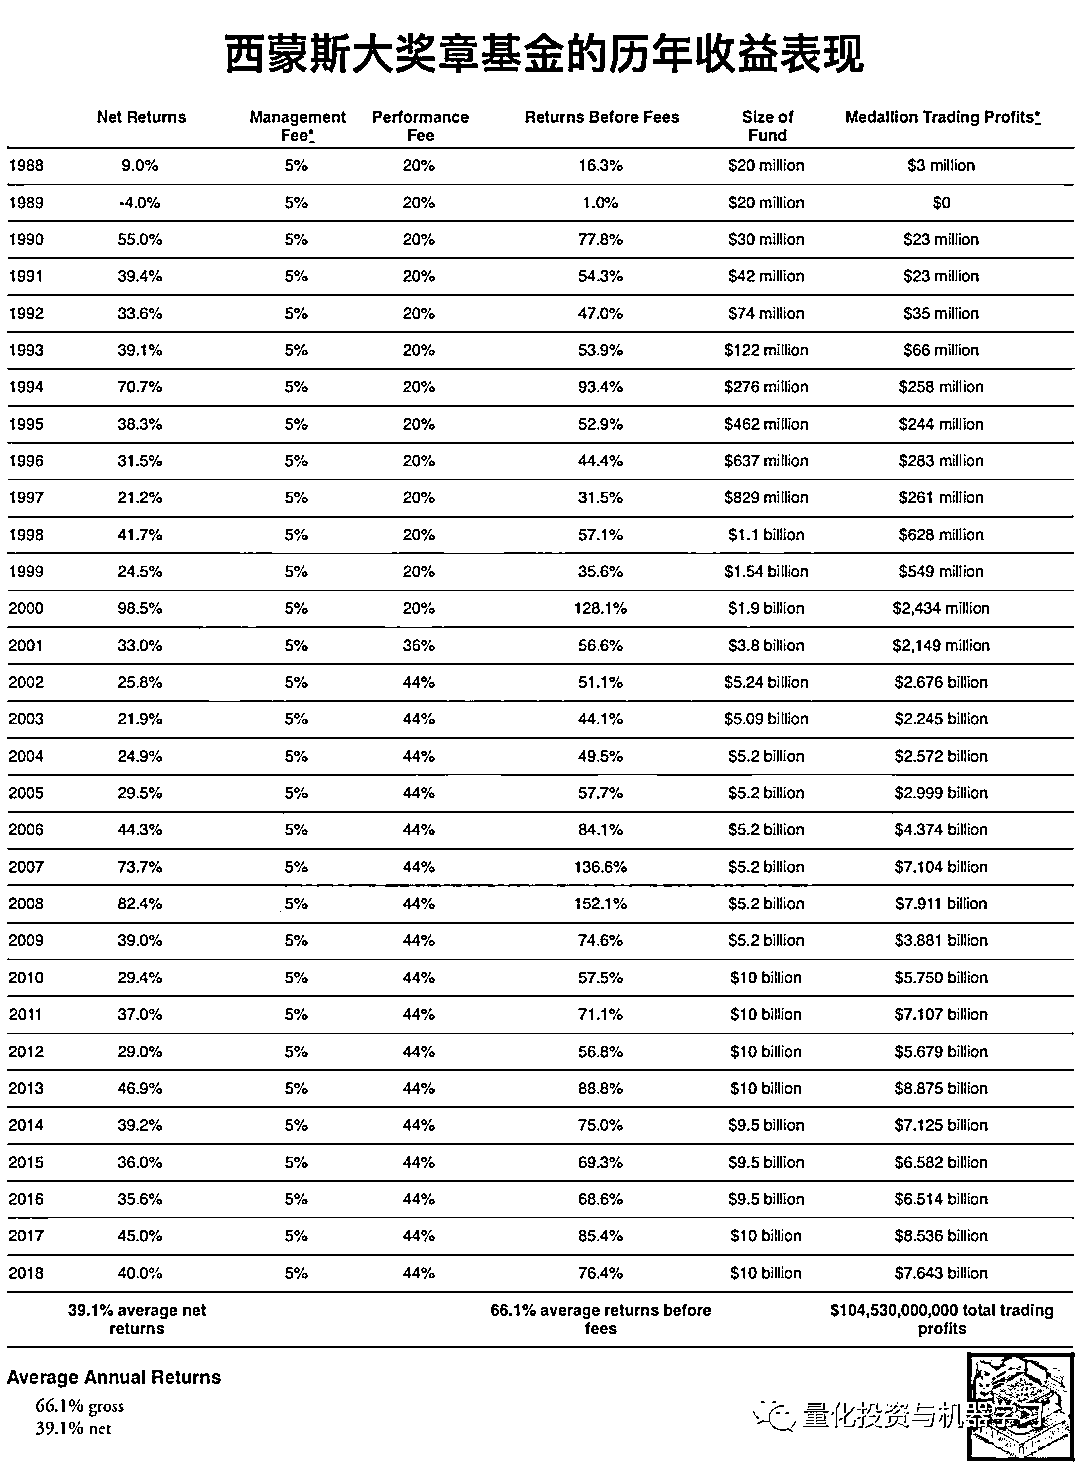 西蒙斯大奖章基金的历年收益表现
Net Returns Management Performance Returns Before Fees Size of Medallion Trading Profits*
Fee* Fee Fund
1988 9.0% 5% 20% 16.3% $20 million $3 million
1989 -4.0% 5% 20% 1.0% $20 million $0
1990 55.0% 5% 20% 77.8% $30 million $23 million
1991 39.4% 5% 20% 54.3% $42 million $23 million
1992 33.6% 5% 20% 47.0% $74 million $35 million
1993 39.1% 5% 20% 53.9% $122 million $66 million
1994 70.7% 5% 20% 93.4% $276 million $258 million
1995 38.3% 5% 20% 52.9% $462 million $244 million
1996 31.5% 5% 20% 44.4% $637 million $283 million
1997 21.2% 5% 20% 31.5% $829 million $261 million
1998 41.7% 5% 20% 57.1% $1.1 billion $628 million
1999 24.5% 5% 20% 35.6% $1.54 billion $549 million
2000 98.5% 5% 20% 128.1% $1.9 billion $2,434 million
2001 33.0% 5% 36% 56.6% $3.8 billion $2,149 million
2002 25.8% 5% 44% 51.1% $5.24 billion $2.676 billion
2003 21.9% 5% 44% 44.1% $5.09 billion $2.245 billion
2004 24.9% 5% 44% 49.5% $5.2 billion $2.572 billion
2005 29.5% 5% 44% 57.7% $5.2 billion $2.999 billion
2006 44.3% 5% 44% 84.1% $5.2 billion $4.374 billion
2007 73.7% 5% 44% 136.6% $5.2 billion $7.104 billion
2008 82.4% 5% 44% 152.1% $5.2 billion $7.911 billion
2009 39.0% 5% 44% 74.6% $5.2 billion $3.881 billion
2010 29.4% 5% 44% 57.5% $10 billion $5.750 billion
2011 37.0% 5% 44% 71.1% $10 billion $7.107 billion
2012 29.0% 5% 44% 56.8% $10 billion $5.679 billion
2013 46.9% 5% 44% 88.8% $10 billion $8.875 billion
2014 39.2% 5% 44% 75.0% $9.5 billion $7.125 billion
2015 36.0% 5% 44% 69.3% $9.5 billion $6.582 billion
2016 35.6% 5% 44% 68.6% $9.5 billion $6.514 billion
2017 45.0% 5% 44% 85.4% $10 billion $8.536 billion
2018 40.0% 5% 44% 76.4% $10 billion $7.643 billion
39.1% average net 66.1% average returns before $104,530,000,000 total trading
returns fees profits
Average Annual Returns
66.1% gross
39.1% net
量化投资与机器学习